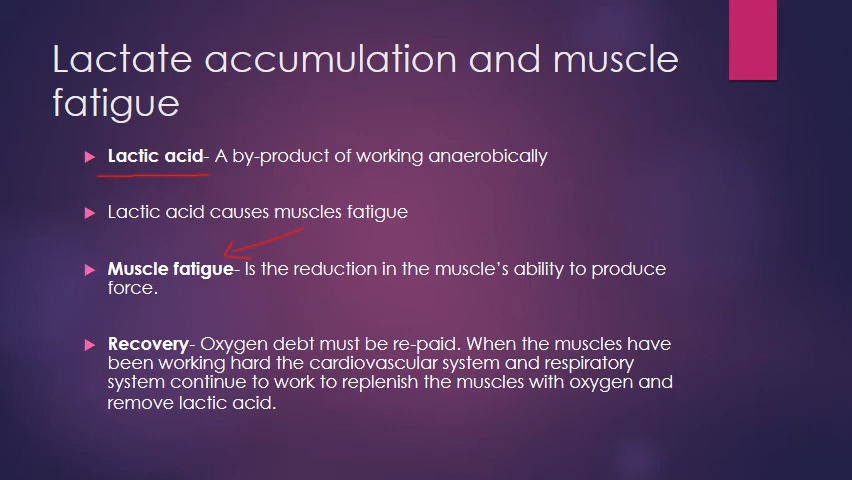 Lactate accumulation and muscle
fatigue
Lactic acid- A by-product of working anaerobically
Lactic acid causes muscles fatigue
Muscle fatigue- Is the reduction in the muscle's ability to produce
force.
Recovery- Oxygen debt must be re-paid. When the muscles have
been working hard the cardiovascular system and respiratory
system continue to work to replenish the muscles with oxygen and
remove lactic acid.